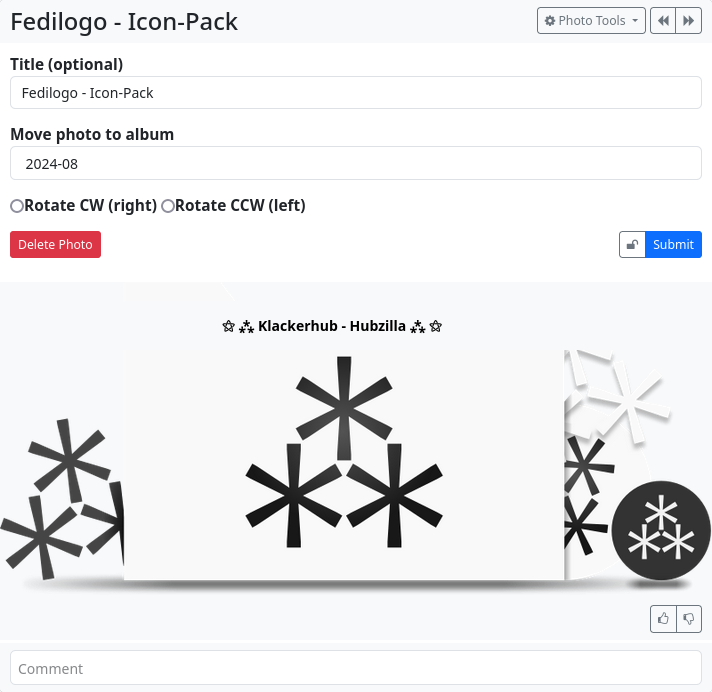 Fedilogo - Icon-Pack
Photo Tools
Title (optional)
Fedilogo - Icon-Pack
Move photo to album
2024-08
Rotate CW (right) Rotate CCW (left)
Delete Photo
Submit
⚝ ⁂ Klackerhub - Hubzilla ⁂ ⚝
Comment